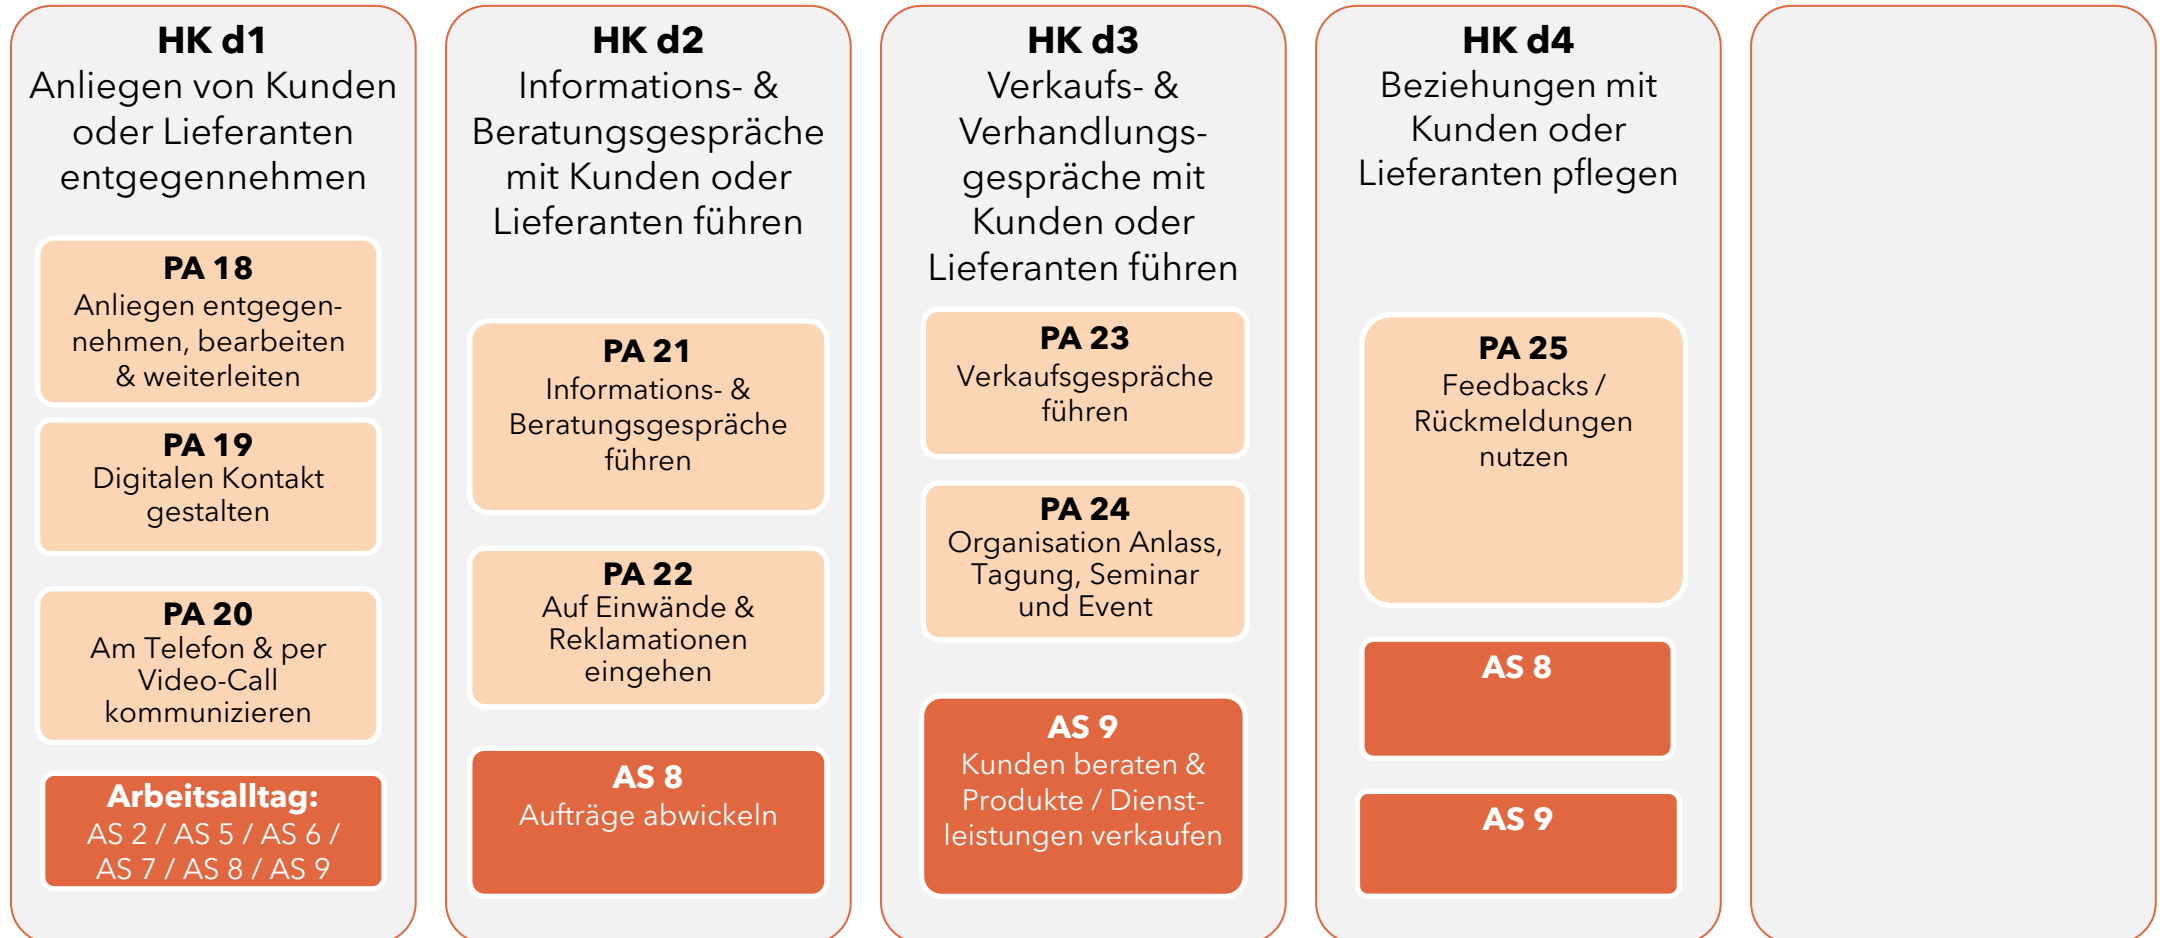 HK d1
Anliegen von Kunden
oder Lieferanten
entgegennehmen
PA 18
Anliegen entgegen-
nehmen, bearbeiten
& weiterleiten
PA 19
Digitalen Kontakt
gestalten
PA 20
Am Telefon & per
Video-Call
kommunizieren
Arbeitsalltag:
AS 2 / AS 5 / AS 6 /
AS 7 / AS 8 / AS 9
HK d2
Informations- &
Beratungsgespräche
mit Kunden oder
Lieferanten führen
PA 21
Informations- &
Beratungsgespräche
führen
PA 22
Auf Einwände &
Reklamationen
eingehen
AS 8
Aufträge abwickeln
HK d3
Verkaufs- &
Verhandlungs-
gespräche mit
Kunden oder
Lieferanten führen
PA 23
Verkaufsgespräche
führen
PA 24
Organisation Anlass,
Tagung, Seminar
und Event
AS 9
Kunden beraten &
Produkte / Dienst-
leistungen verkaufen
HK d4
Beziehungen mit
Kunden oder
Lieferanten pflegen
PA 25
Feedbacks /
Rückmeldungen
nutzen
AS 8
AS 9